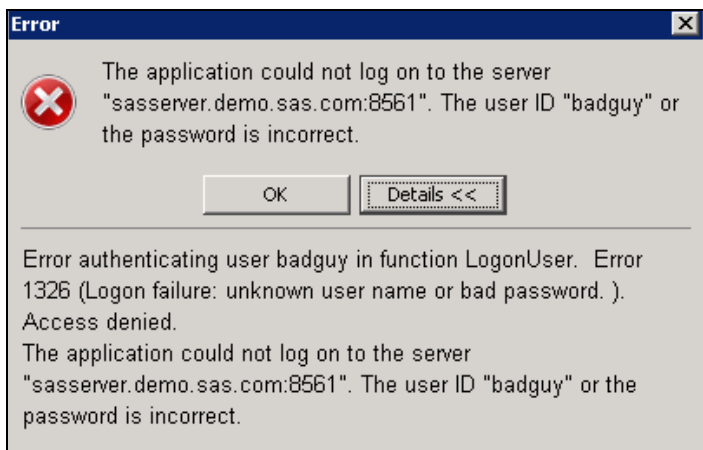 Error
The application could not log on to the server
"sasserver.demo.sas.com:8561". The user ID "badguy" or
the password is incorrect.
OK
Details <<
Error authenticating user badguy in function LogonUser.  Error
1326 (Logon failure: unknown user name or bad password. ).
Access denied.
The application could not log on to the server
"sasserver.demo.sas.com:8561". The user ID "badguy" or the
password is incorrect.